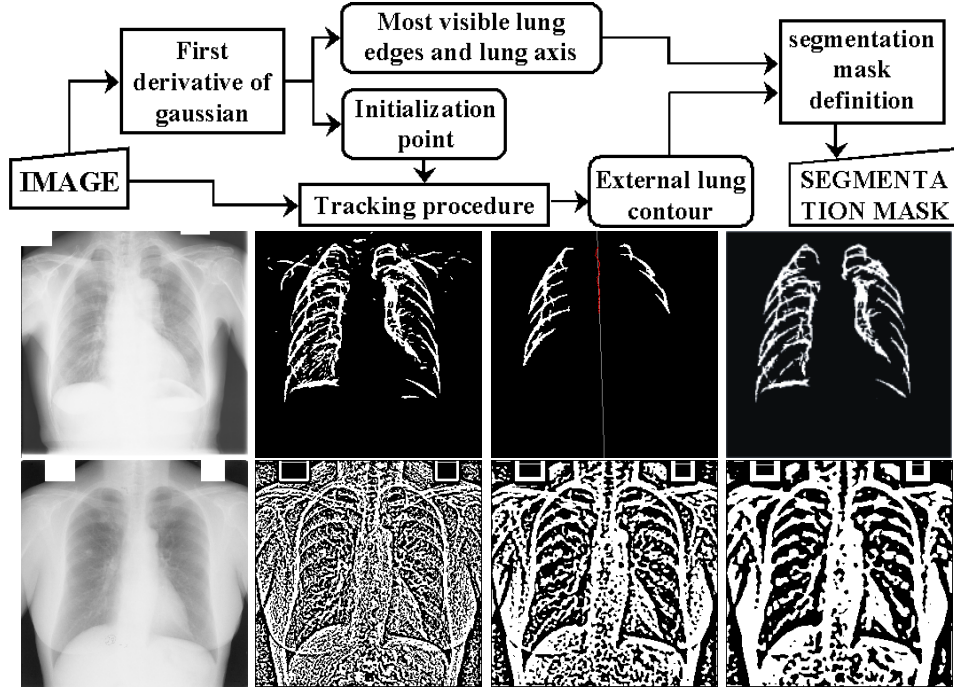 First
derivative of
gaussian
Most visible lung
edges and lung axis
Initialization
point
segmentation
mask
definition
IMAGE
Tracking procedure
External lung
contour
SEGMENTA
TION MASK